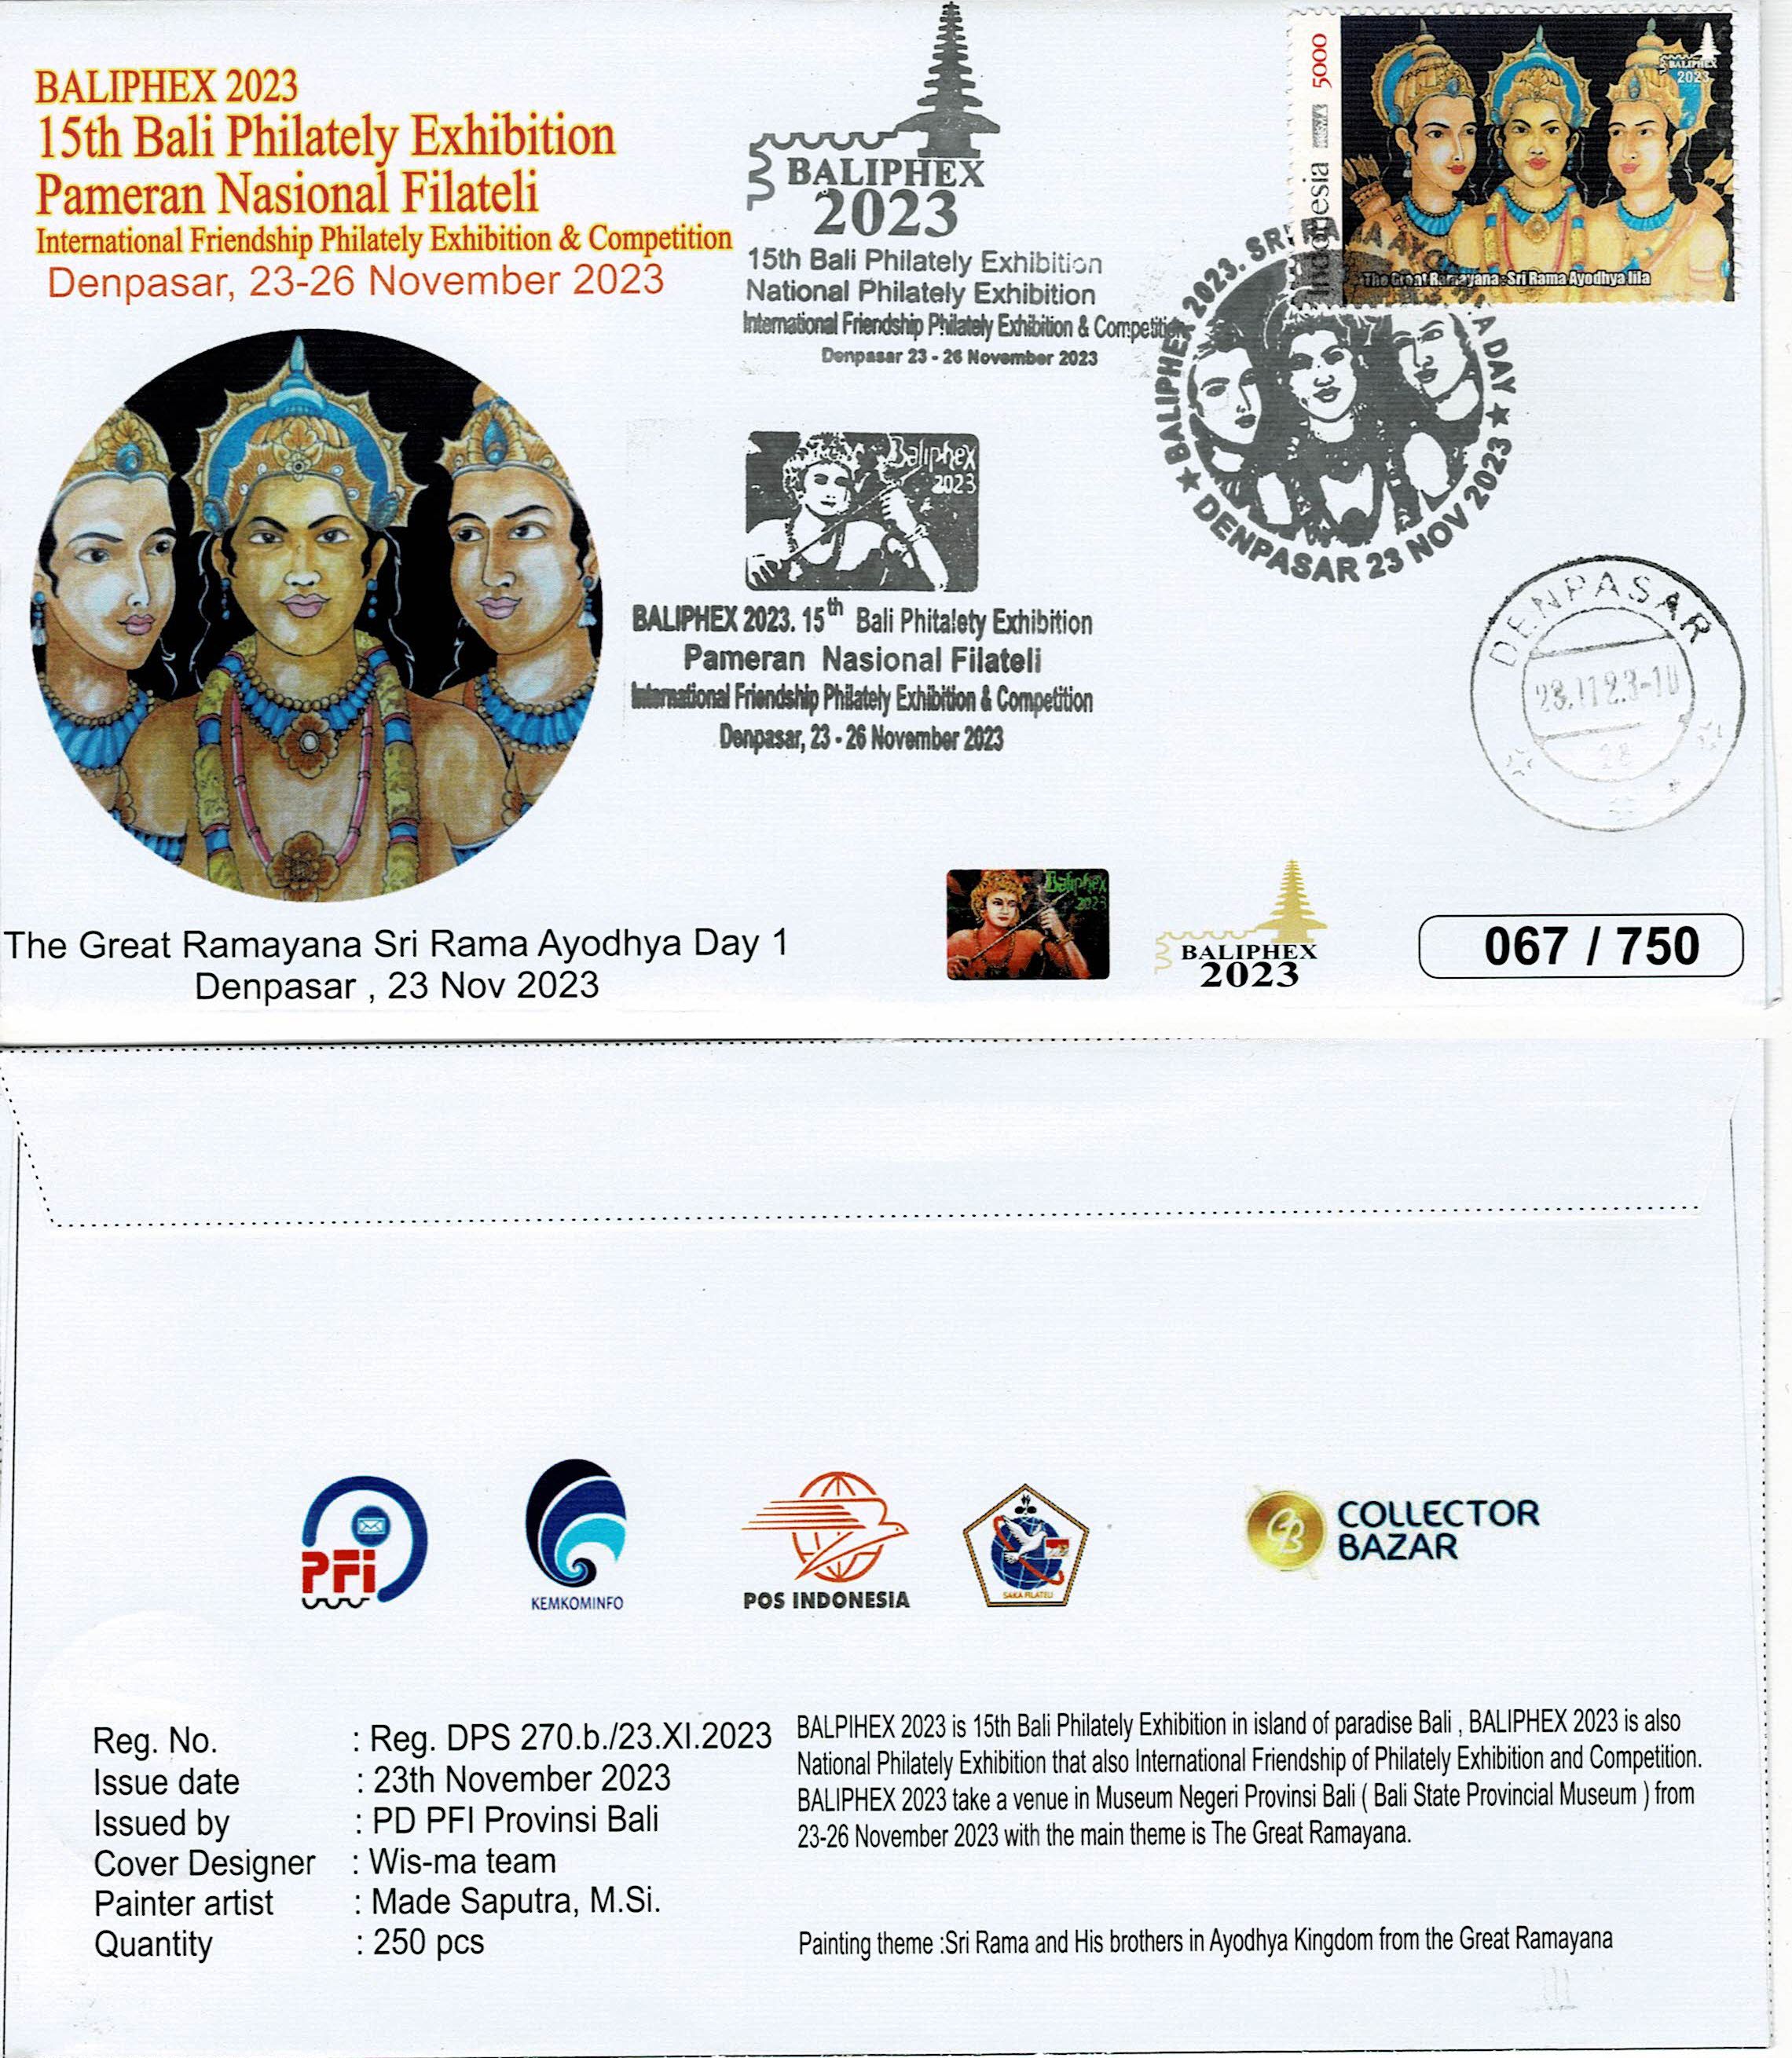 BALIPHEX 2023
15th Bali Philately Exhibition
Pameran Nasional Filateli
International Friendship Philately Exhibition & Competition
Denpasar, 23-26 November 2023
BALIPHEX
2023
15th Bali Philately Exhibition
National Philately Exhibition
International Friendship Philately Exhibition & Competition
Denpasar 23 - 26 November 2023
5000
Indonesia
BALIPHEX
2023
The Great Ramayana : Sri Rama Ayodhya lila
BALIPHEX 2023. SRI RAMA AYODHYA DAY
DENPASAR 23 NOV 2023
Baliphex
2023
BALIPHEX 2023. 15th Bali Phitalety Exhibition
Pameran Nasional Filateli
International Friendship Philately Exhibition & Competition
Denpasar, 23 - 26 November 2023
DENPASAR
23.11.23-10
The Great Ramayana Sri Rama Ayodhya Day 1
Denpasar , 23 Nov 2023
Baliphex
2023
BALIPHEX
2023
067 / 750
PFi
KEMKOMINFO
POS INDONESIA
SAKA FILATELI
CB
COLLECTOR
BAZAR
Reg. No. : Reg. DPS 270.b./23.XI.2023
Issue date : 23th November 2023
Issued by : PD PFI Provinsi Bali
Cover Designer : Wis-ma team
Painter artist : Made Saputra, M.Si.
Quantity : 250 pcs
BALPIHEX 2023 is 15th Bali Philately Exhibition in island of paradise Bali , BALIPHEX 2023 is also
National Philately Exhibition that also International Friendship of Philately Exhibition and Competition.
BALIPHEX 2023 take a venue in Museum Negeri Provinsi Bali ( Bali State Provincial Museum ) from
23-26 November 2023 with the main theme is The Great Ramayana.
Painting theme :Sri Rama and His brothers in Ayodhya Kingdom from the Great Ramayana